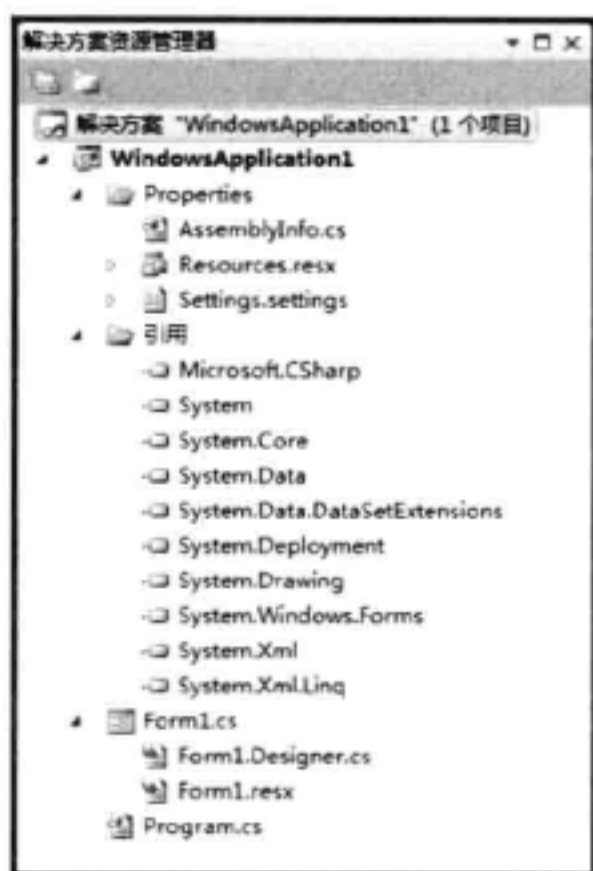 解决方案资源管理器
解决方案 "WindowsApplication1" (1 个项目)
WindowsApplication1
Properties
AssemblyInfo.cs
Resources.resx
Settings.settings
引用
Microsoft.CSharp
System
System.Core
System.Data
System.Data.DataSetExtensions
System.Deployment
System.Drawing
System.Windows.Forms
System.Xml
System.Xml.Linq
Form1.cs
Form1.Designer.cs
Form1.resx
Program.cs